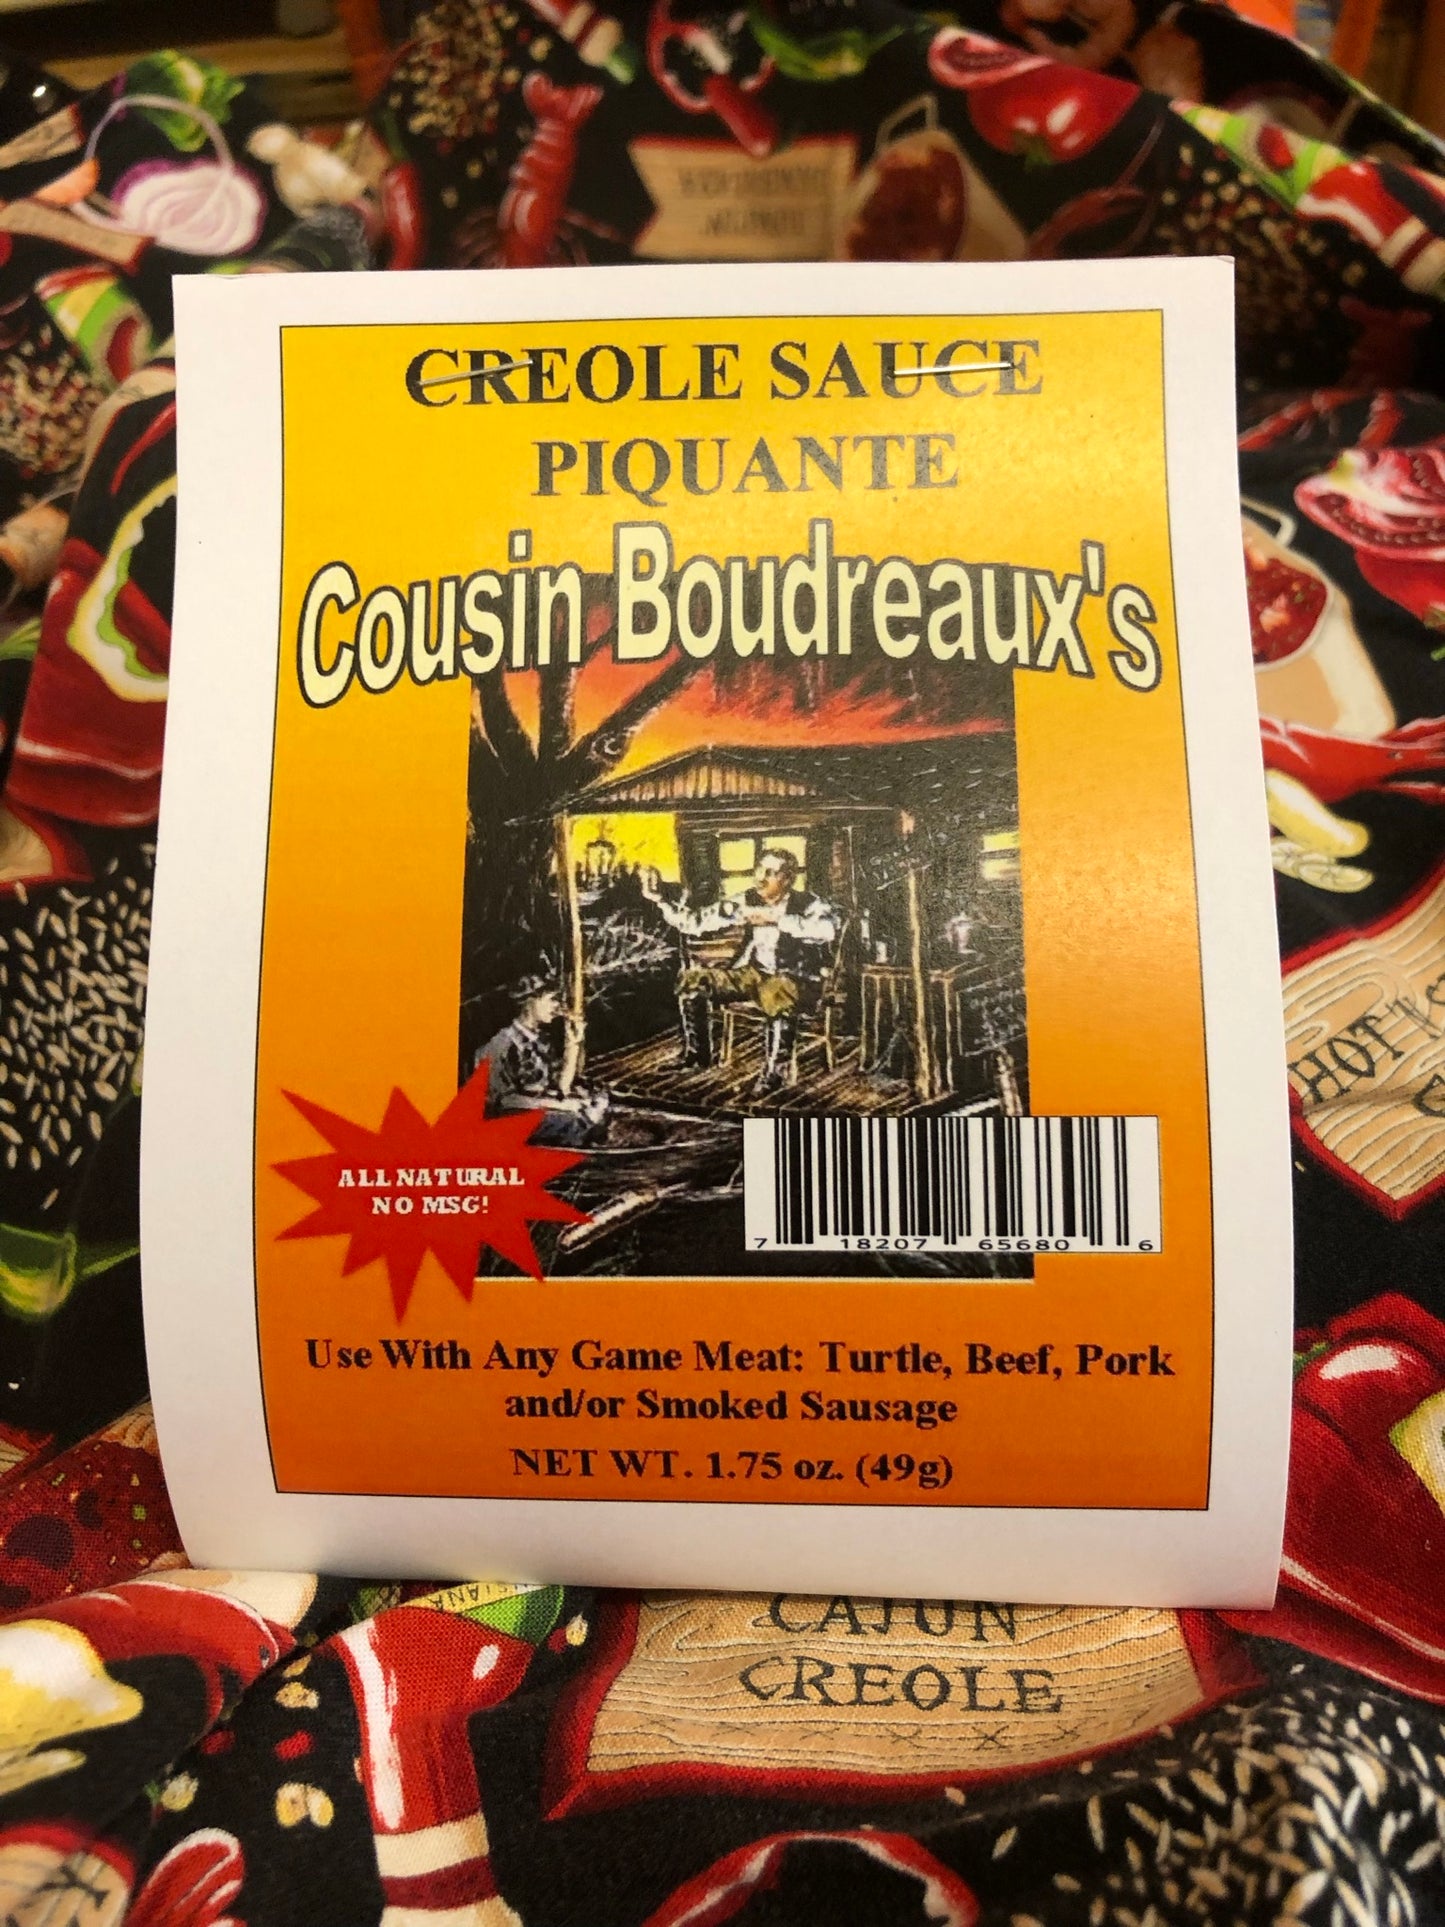 CREOLE SAUCE
PIQUANTE
Cousin Boudreaux's
ALL NATURAL
NO MSG!
7 18207 65680 6
Use With Any Game Meat: Turtle, Beef, Pork
and/or Smoked Sausage
NET WT. 1.75 oz. (49g)
HOT
CAJUN
CREOLE